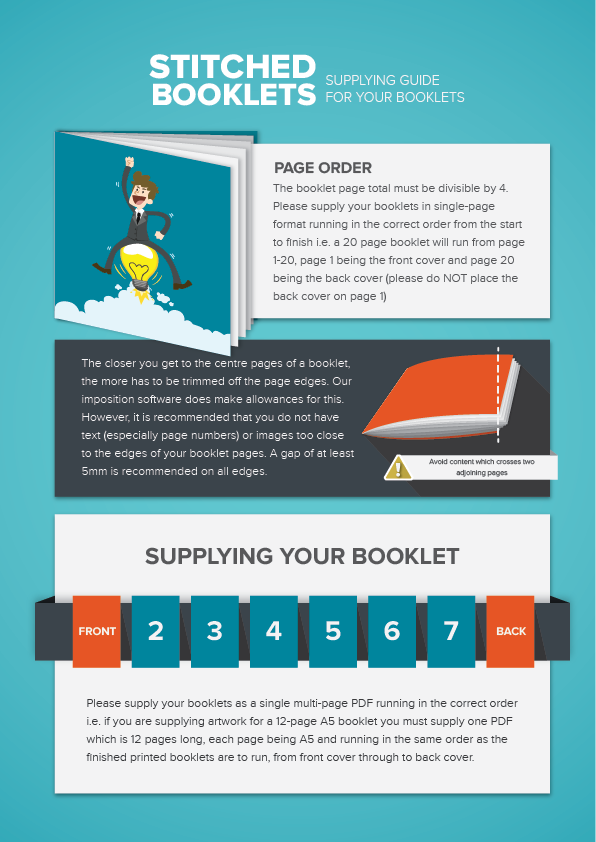 STITCHED
BOOKLETS
SUPPLYING GUIDE
FOR YOUR BOOKLETS
PAGE ORDER
The booklet page total must be divisible by 4.
Please supply your booklets in single-page
format running in the correct order from the start
to finish i.e. a 20 page booklet will run from page
1-20, page 1 being the front cover and page 20
being the back cover (please do NOT place the
back cover on page 1)
The closer you get to the centre pages of a booklet,
the more has to be trimmed off the page edges. Our
imposition software does make allowances for this.
However, it is recommended that you do not have
text (especially page numbers) or images too close
to the edges of your booklet pages. A gap of at least
5mm is recommended on all edges.
Avoid content which crosses two
adjoining pages
SUPPLYING YOUR BOOKLET
FRONT 2 3 4 5 6 7 BACK
Please supply your booklets as a single multi-page PDF running in the correct order
i.e. if you are supplying artwork for a 12-page A5 booklet you must supply one PDF
which is 12 pages long, each page being A5 and running in the same order as the
finished printed booklets are to run, from front cover through to back cover.